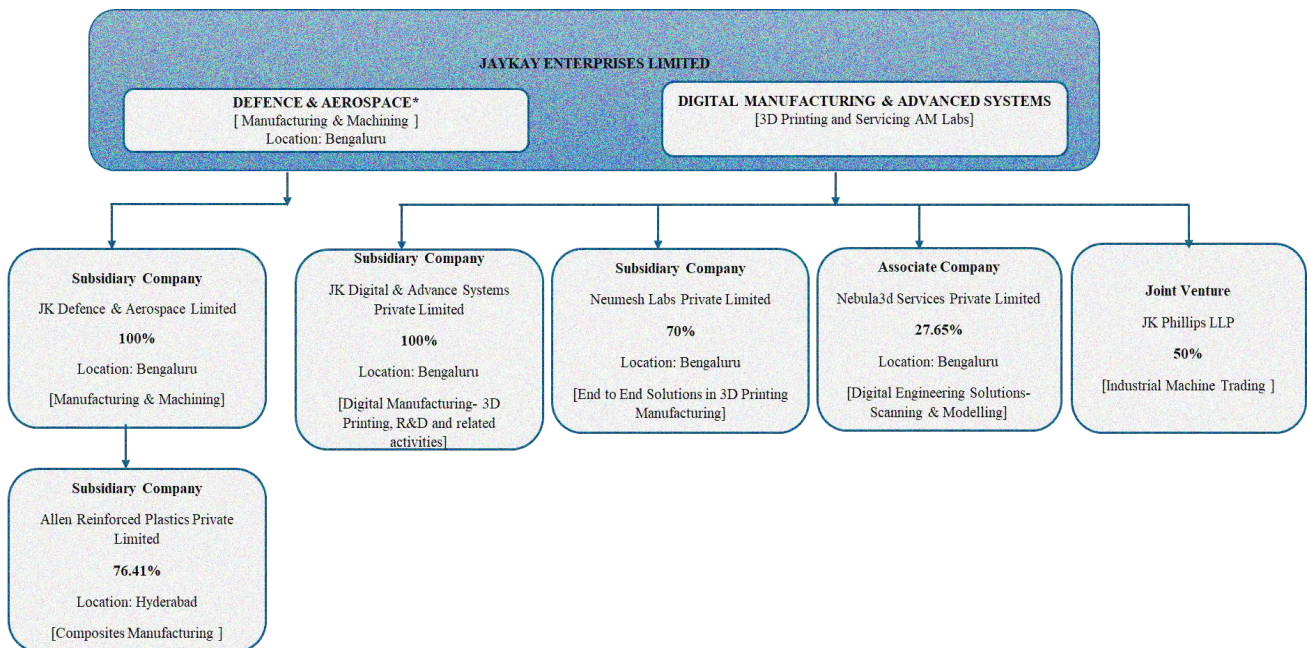 JAYKAY ENTERPRISES LIMITED
DEFENCE & AEROSPACE*
[ Manufacturing & Machining ]
Location: Bengaluru
DIGITAL MANUFACTURING & ADVANCED SYSTEMS
[3D Printing and Servicing AM Labs]
Subsidiary Company
JK Defence & Aerospace Limited
100%
Location: Bengaluru
[Manufacturing & Machining]
Subsidiary Company
JK Digital & Advance Systems
Private Limited
100%
Location: Bengaluru
[Digital Manufacturing- 3D
Printing, R&D and related
activities]
Subsidiary Company
Neumesh Labs Private Limited
70%
Location: Bengaluru
[End to End Solutions in 3D Printing
Manufacturing]
Associate Company
Nebula3d Services Private Limited
27.65%
Location: Bengaluru
[Digital Engineering Solutions-
Scanning & Modelling]
Joint Venture
JK Phillips LLP
50%
[Industrial Machine Trading ]
Subsidiary Company
Allen Reinforced Plastics Private
Limited
76.41%
Location: Hyderabad
[Composites Manufacturing ]